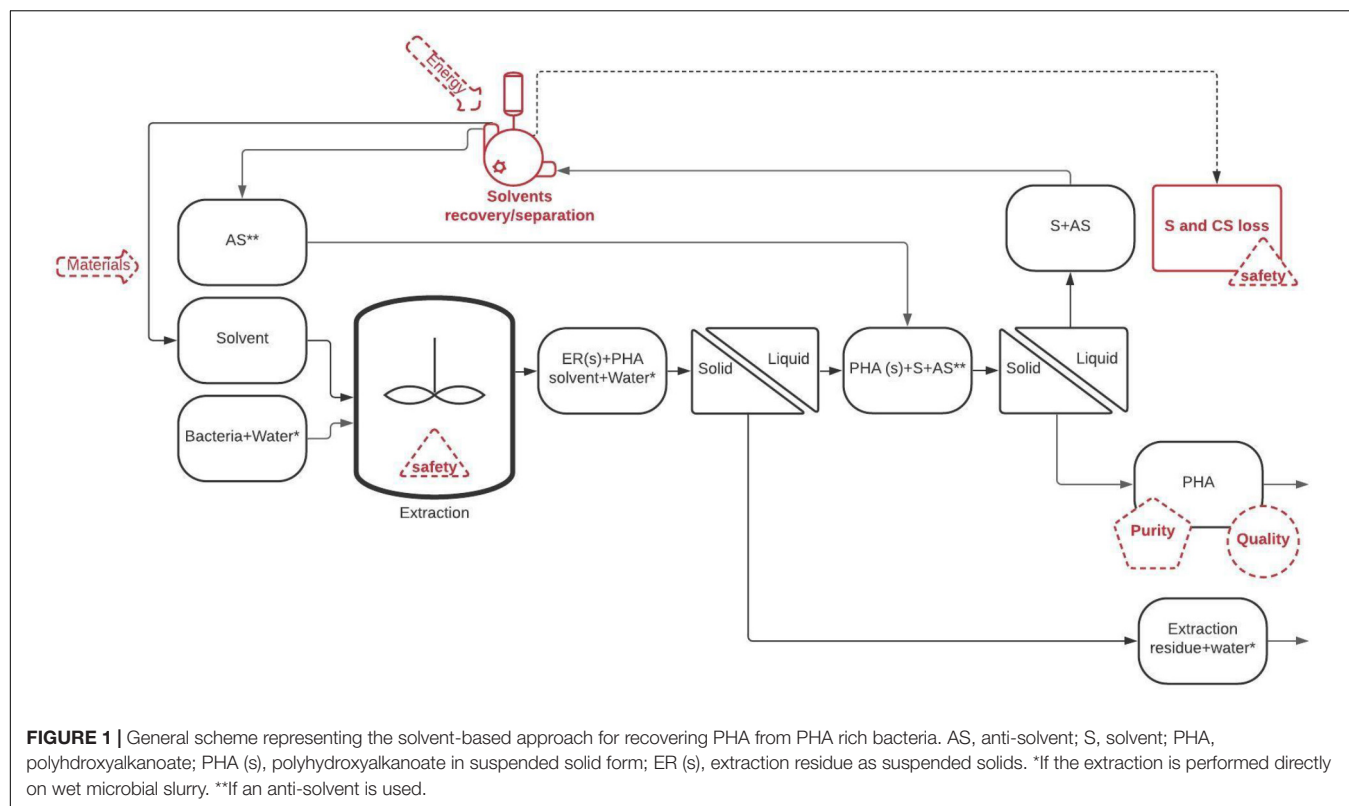 Energy
Solvents
recovery/separation
AS**
Materials
S+AS
S and CS loss
safety
Solvent
ER(s)+PHA
solvent+Water*
Solid
Liquid
PHA (s)+S+AS**
Solid
Liquid
Bacteria+Water*
safety
Extraction
PHA
Purity
Quality
Extraction
residue+water*
FIGURE 1 | General scheme representing the solvent-based approach for recovering PHA from PHA rich bacteria. AS, anti-solvent; S, solvent; PHA,
polyhdroxyalkanoate; PHA (s), polyhydroxyalkanoate in suspended solid form; ER (s), extraction residue as suspended solids. *If the extraction is performed directly
on wet microbial slurry. **If an anti-solvent is used.